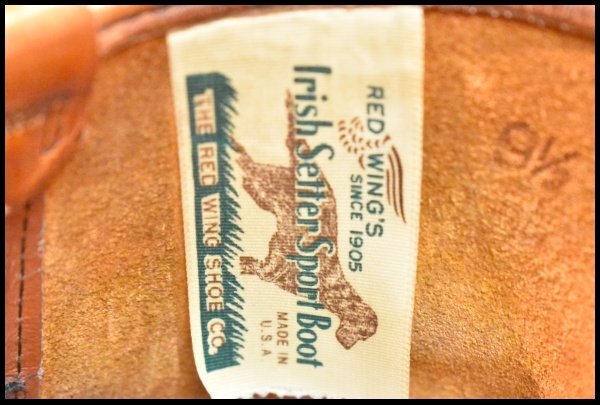 RED WING'S
SINCE 1905
Irish Setter Sport Boot
MADE IN
U.S.A
THE RED WING SHOE CO.
9½